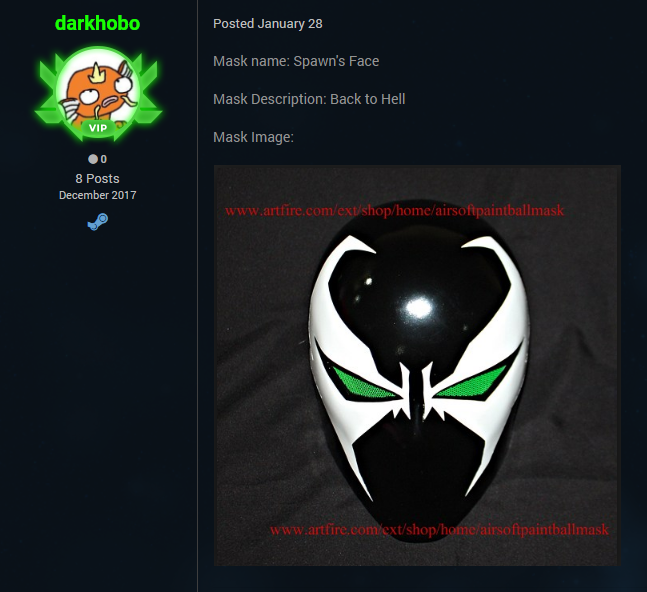 darkhobo
VIP
0
8 Posts
December 2017
Posted January 28
Mask name: Spawn's Face
Mask Description: Back to Hell
Mask Image:
www.artfire.com/ext/shop/home/airsoftpaintballmask
www.artfire.com/ext/shop/home/airsoftpaintballmask